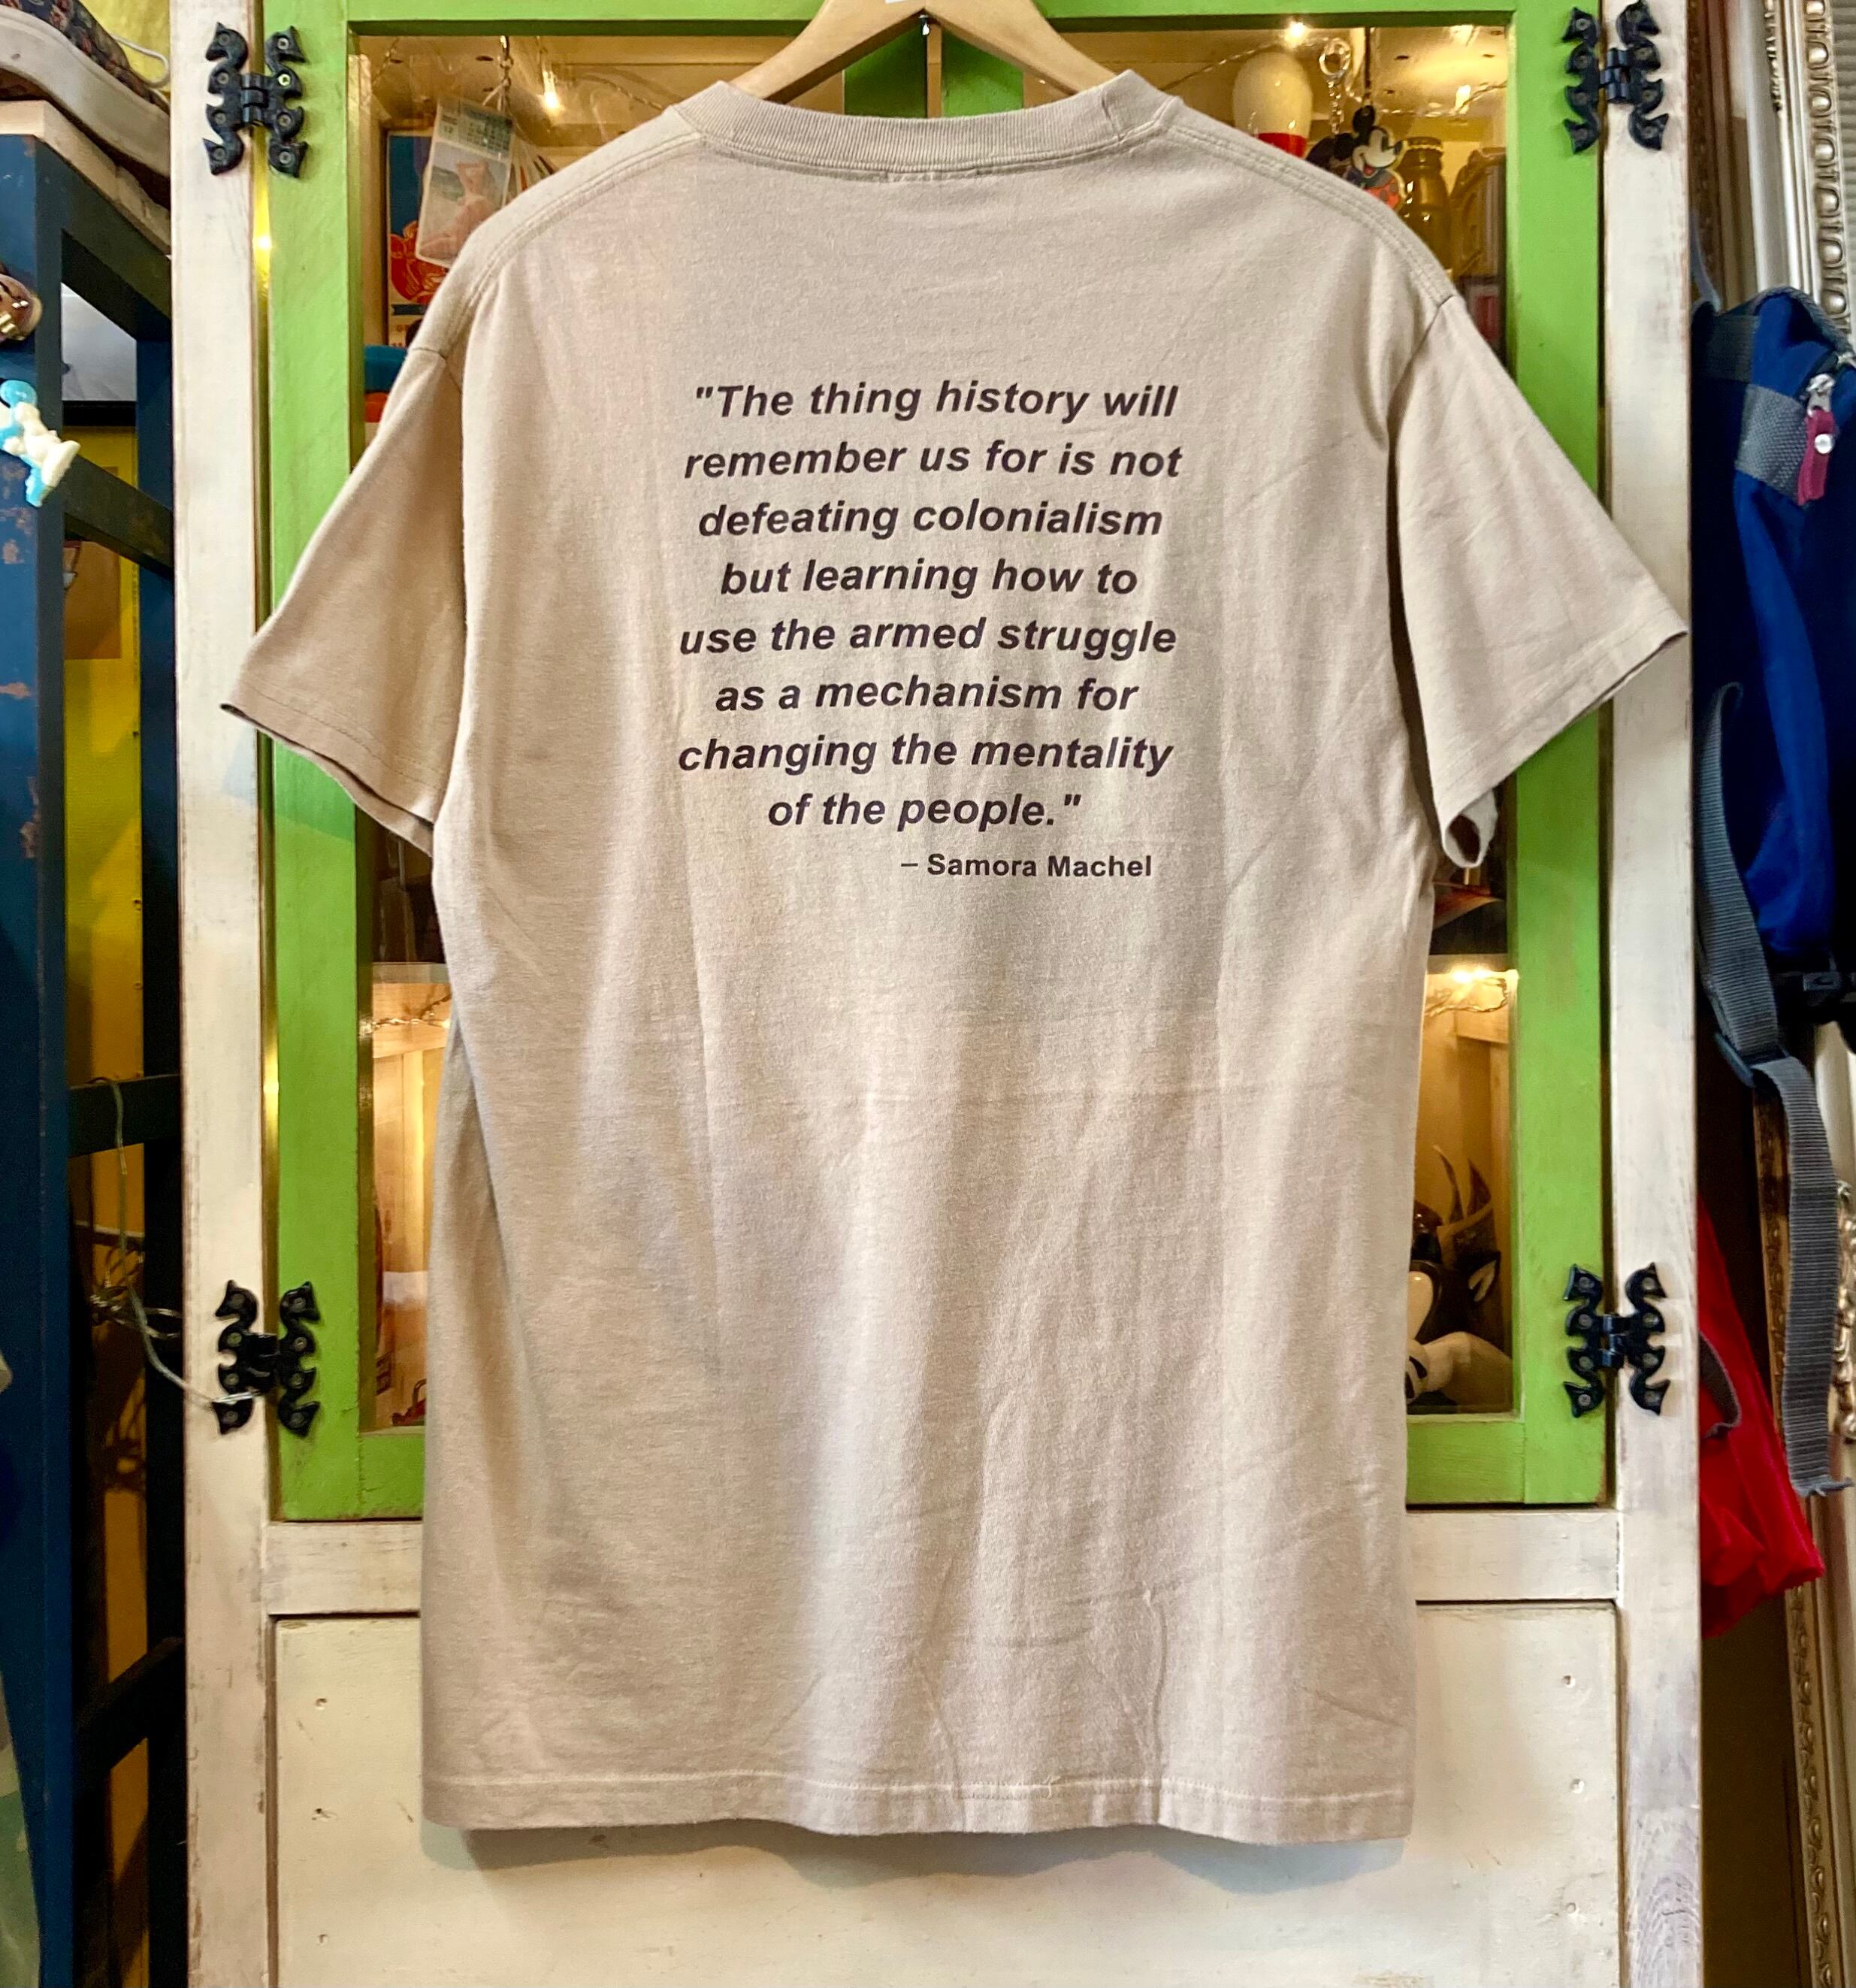 "The thing history will
remember us for is not
defeating colonialism
but learning how to
use the armed struggle
as a mechanism for
changing the mentality
of the people."
– Samora Machel